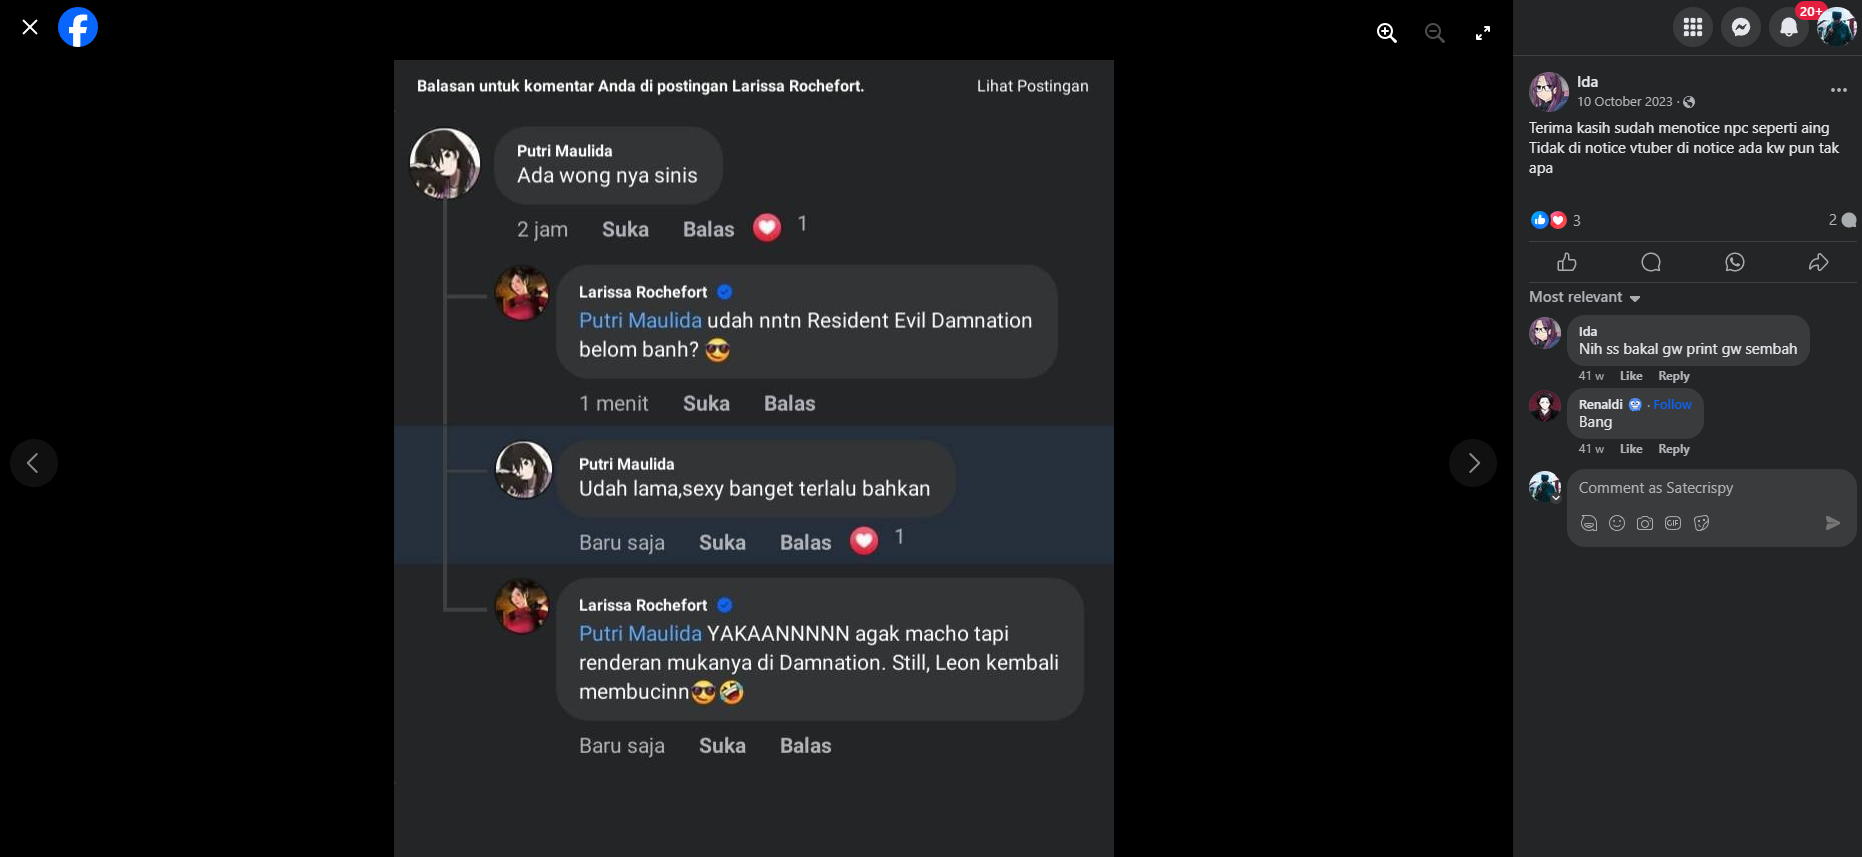 20+
Balasan untuk komentar Anda di postingan Larissa Rochefort.
Lihat Postingan
Putri Maulida
Ada wong nya sinis
2 jam Suka Balas 1
Larissa Rochefort
Putri Maulida udah nntn Resident Evil Damnation
belom banh? 😎
1 menit Suka Balas
Putri Maulida
Udah lama,sexy banget terlalu bahkan
Baru saja Suka Balas 1
Larissa Rochefort
Putri Maulida YAKAANNNNN agak macho tapi
renderan mukanya di Damnation. Still, Leon kembali
membucinn😎🤣
Baru saja Suka Balas
Ida
10 October 2023 ·
Terima kasih sudah menotice npc seperti aing
Tidak di notice vtuber di notice ada kw pun tak
apa
3
2
Most relevant
Ida
Nih ss bakal gw print gw sembah
41 w Like Reply
Renaldi · Follow
Bang
41 w Like Reply
Comment as Satecrispy
GIF